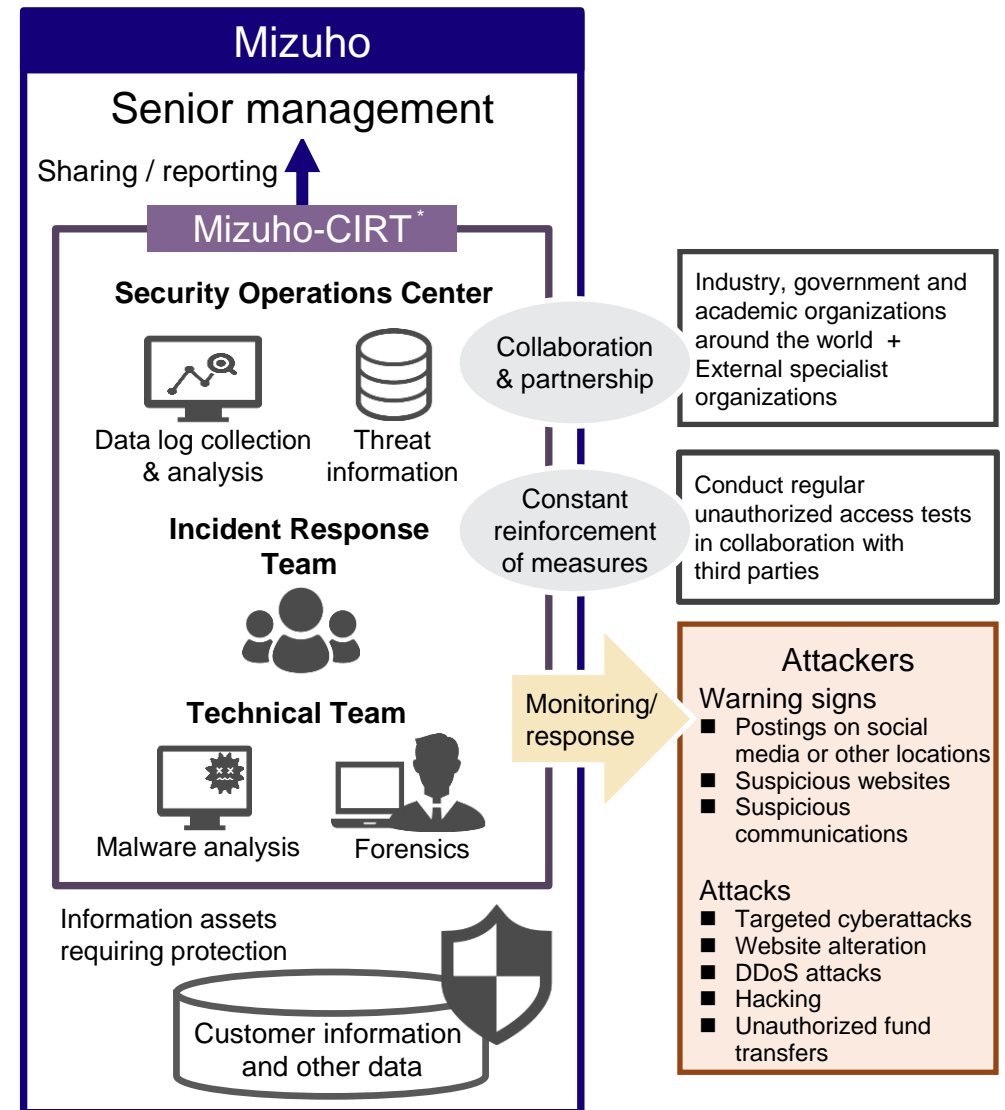 Mizuho
Senior management
Sharing / reporting
Mizuho-CIRT*
Security Operations Center
Data log collection
& analysis
Threat
information
Incident Response
Team
Technical Team
Malware analysis
Forensics
Information assets
requiring protection
Customer information
and other data
Collaboration
& partnership
Industry, government and
academic organizations
around the world +
External specialist
organizations
Constant
reinforcement
of measures
Conduct regular
unauthorized access tests
in collaboration with
third parties
Monitoring/
response
Attackers
Warning signs
■ Postings on social
media or other locations
■ Suspicious websites
■ Suspicious
communications
Attacks
■ Targeted cyberattacks
■ Website alteration
■ DDoS attacks
■ Hacking
■ Unauthorized fund
transfers